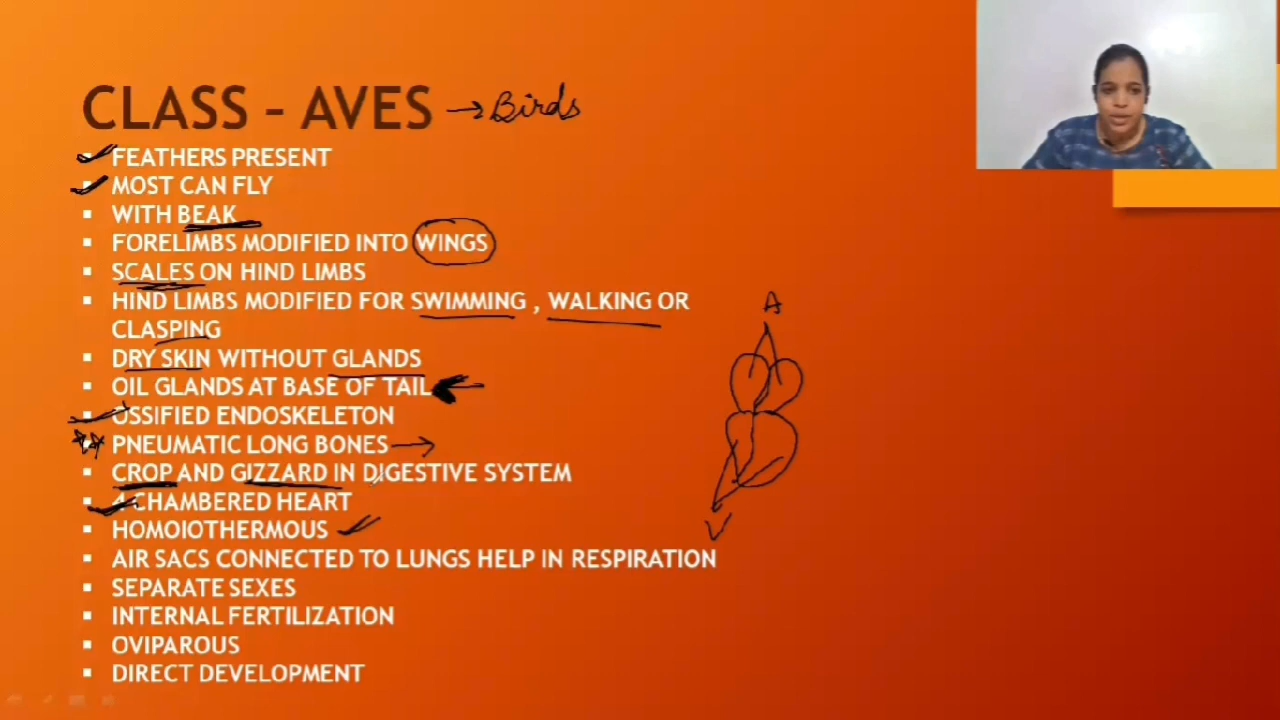 CLASS - AVES → Birds
FEATHERS PRESENT
MOST CAN FLY
WITH BEAK
FORELIMBS MODIFIED INTO WINGS
SCALES ON HIND LIMBS
HIND LIMBS MODIFIED FOR SWIMMING , WALKING OR
CLASPING
DRY SKIN WITHOUT GLANDS
OIL GLANDS AT BASE OF TAIL
OSSIFIED ENDOSKELETON
PNEUMATIC LONG BONES
CROP AND GIZZARD IN DIGESTIVE SYSTEM
4 CHAMBERED HEART
HOMOIOTHERMOUS
AIR SACS CONNECTED TO LUNGS HELP IN RESPIRATION
SEPARATE SEXES
INTERNAL FERTILIZATION
OVIPAROUS
DIRECT DEVELOPMENT
A
V